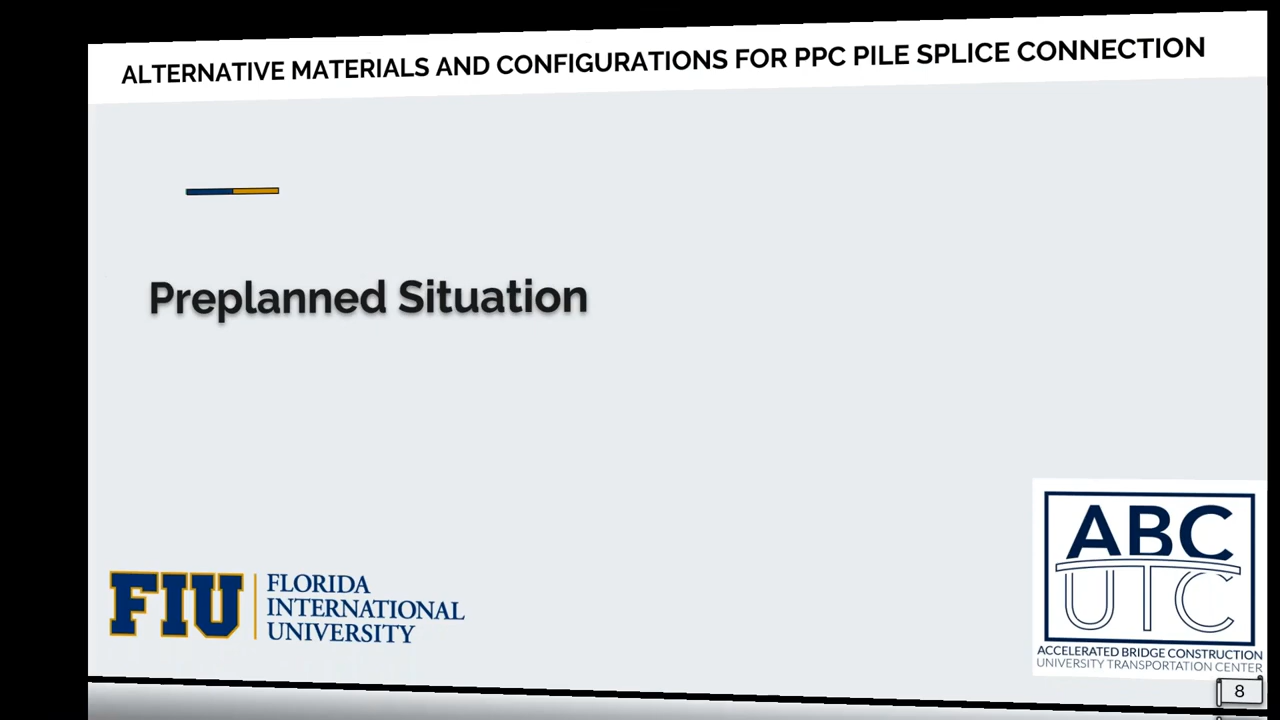 ALTERNATIVE MATERIALS AND CONFIGURATIONS FOR PPC PILE SPLICE CONNECTION
Preplanned Situation
FIU
FLORIDA
INTERNATIONAL
UNIVERSITY
ABC
UTC
ACCELERATED BRIDGE CONSTRUCTION
UNIVERSITY TRANSPORTATION CENTER
8